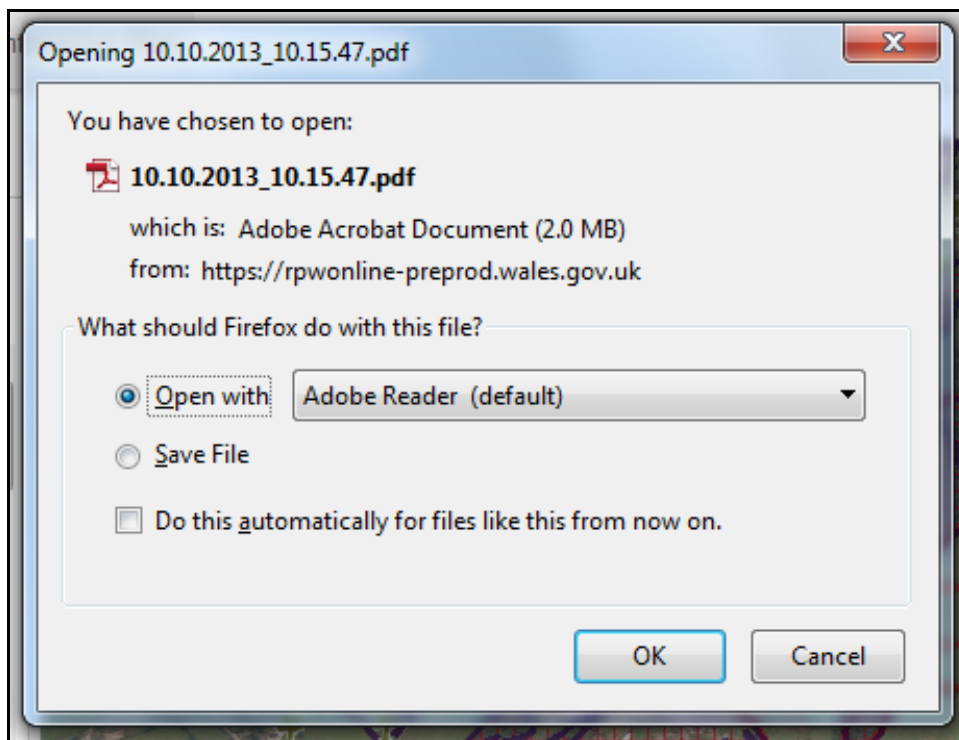 Opening 10.10.2013_10.15.47.pdf
You have chosen to open:
10.10.2013_10.15.47.pdf
which is: Adobe Acrobat Document (2.0 MB)
from: https://rpwonline-preprod.wales.gov.uk
What should Firefox do with this file?
Open with
Adobe Reader (default)
Save File
Do this automatically for files like this from now on.
OK
Cancel